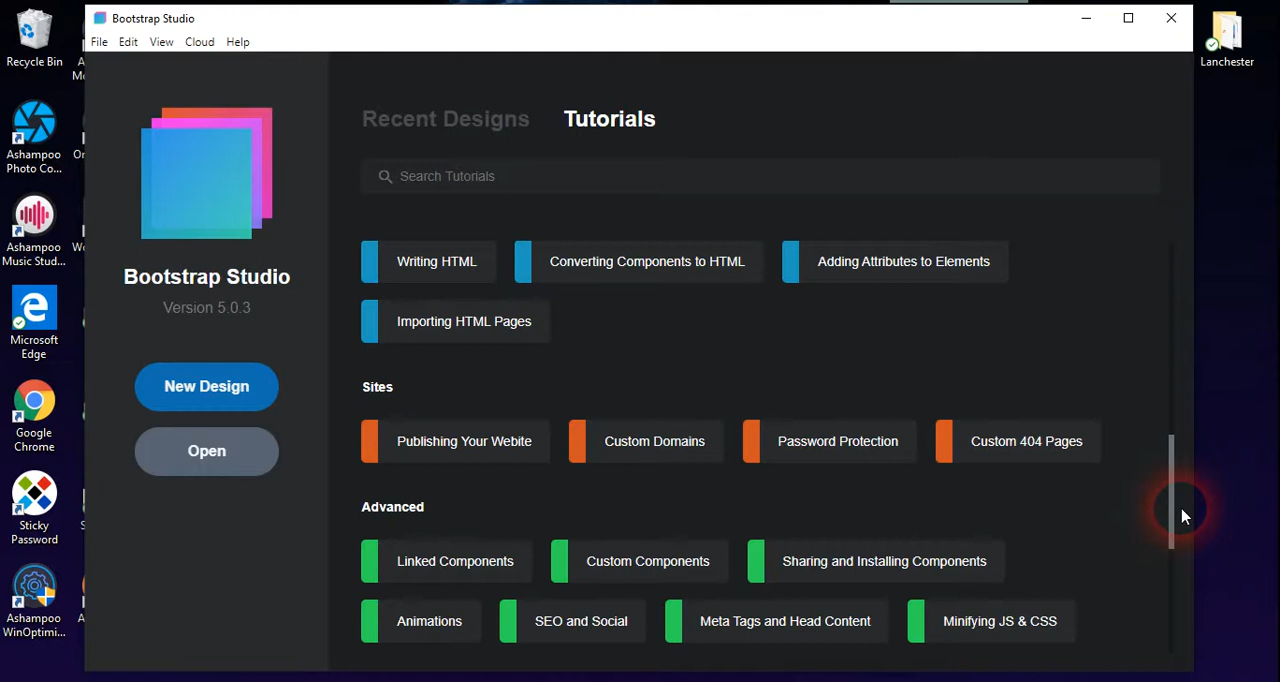 Bootstrap Studio
File Edit View Cloud Help
Recycle Bin
Ashampoo
Photo Co...
Ashampoo
Music Stud...
Microsoft
Edge
Google
Chrome
Sticky
Password
Ashampoo
WinOptimi...
Lanchester
Bootstrap Studio
Version 5.0.3
New Design
Open
Recent Designs Tutorials
Search Tutorials
Writing HTML Converting Components to HTML Adding Attributes to Elements
Importing HTML Pages
Sites
Publishing Your Webite Custom Domains Password Protection Custom 404 Pages
Advanced
Linked Components Custom Components Sharing and Installing Components
Animations SEO and Social Meta Tags and Head Content Minifying JS & CSS